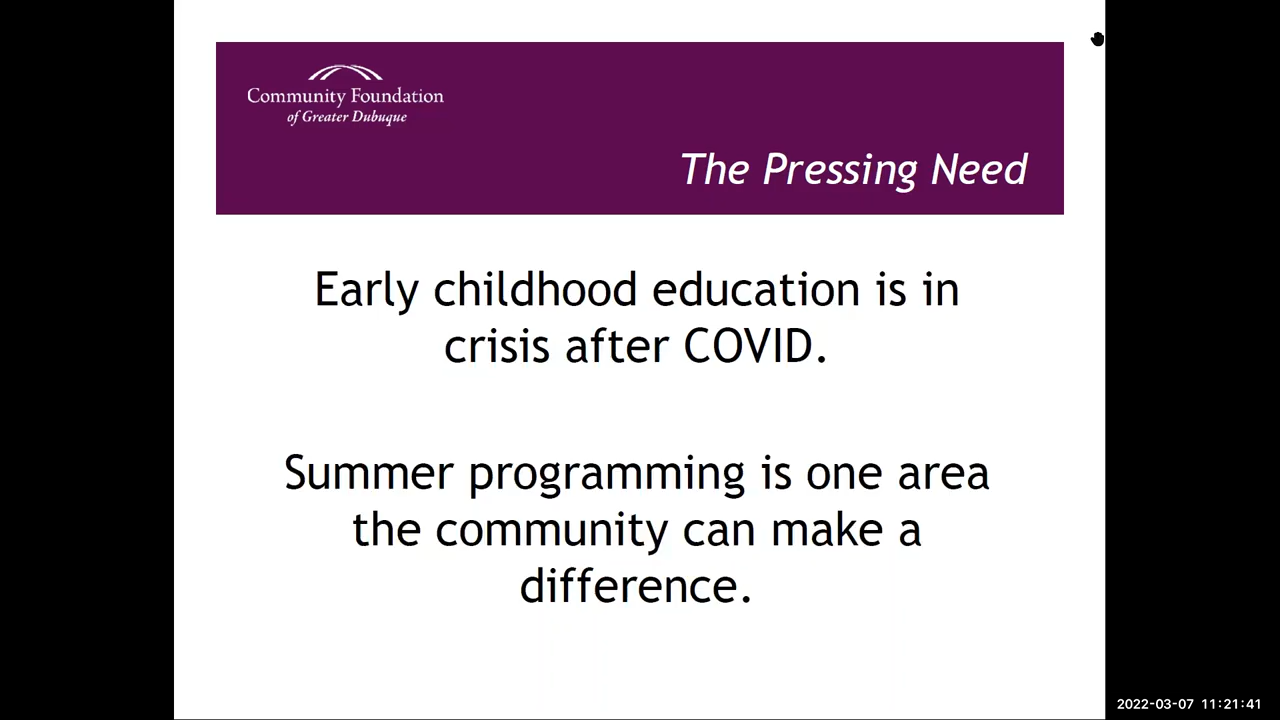 Community Foundation
of Greater Dubuque
The Pressing Need
Early childhood education is in
crisis after COVID.
Summer programming is one area
the community can make a
difference.
2022-03-07 11:21:41